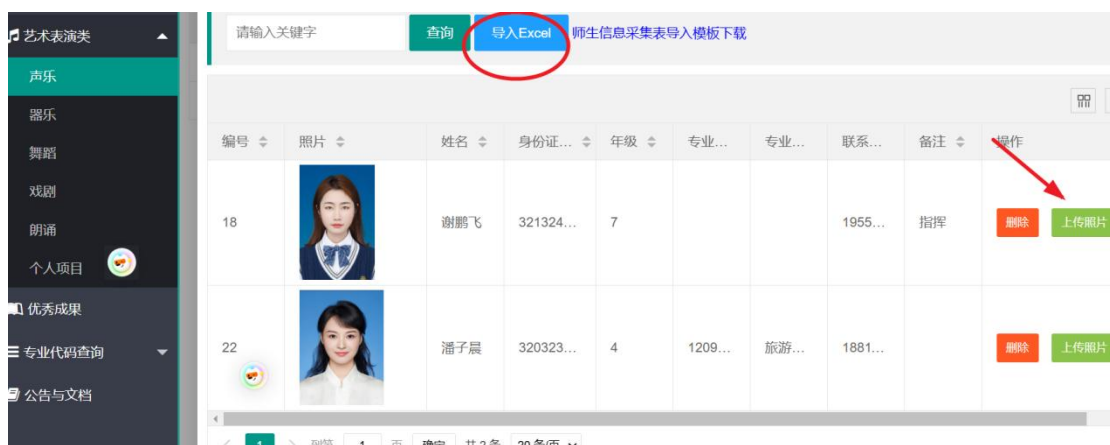 艺术表演类
声乐
器乐
舞蹈
戏剧
朗诵
个人项目
优秀成果
专业代码查询
公告与文档
请输入关键字 查询 导入Excel 师生信息采集表导入模板下载
编号 照片 姓名 身份证... 年级 专业... 专业... 联系... 备注 操作
18 谢鹏飞 321324... 7 1955... 指挥 删除 上传照片
22 潘子晨 320323... 4 1209... 旅游... 1881... 删除 上传照片
1 到第 1 页 确定 共 2 条 20 条/页